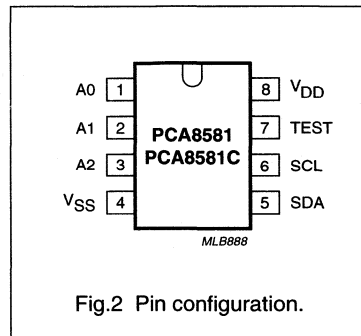 A0 1 8 VDD
A1 2 PCA8581 7 TEST
A2 3 PCA8581C 6 SCL
VSS 4 5 SDA
MLB888
Fig.2 Pin configuration.